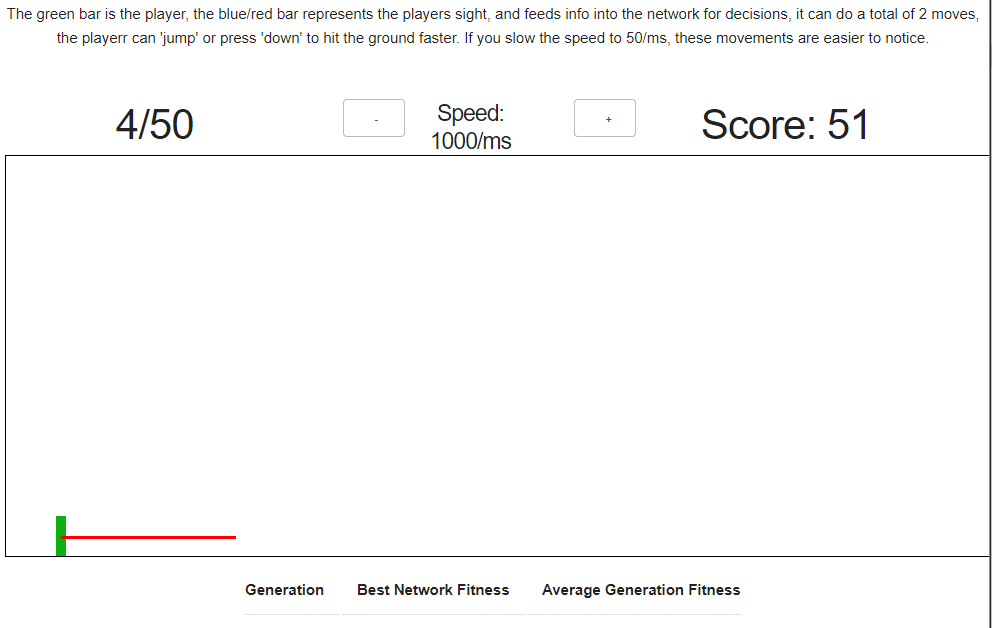 The green bar is the player, the blue/red bar represents the players sight, and feeds info into the network for decisions, it can do a total of 2 moves,
the playerr can 'jump' or press 'down' to hit the ground faster. If you slow the speed to 50/ms, these movements are easier to notice.
4/50
-
Speed:
1000/ms
+
Score: 51
Generation Best Network Fitness Average Generation Fitness